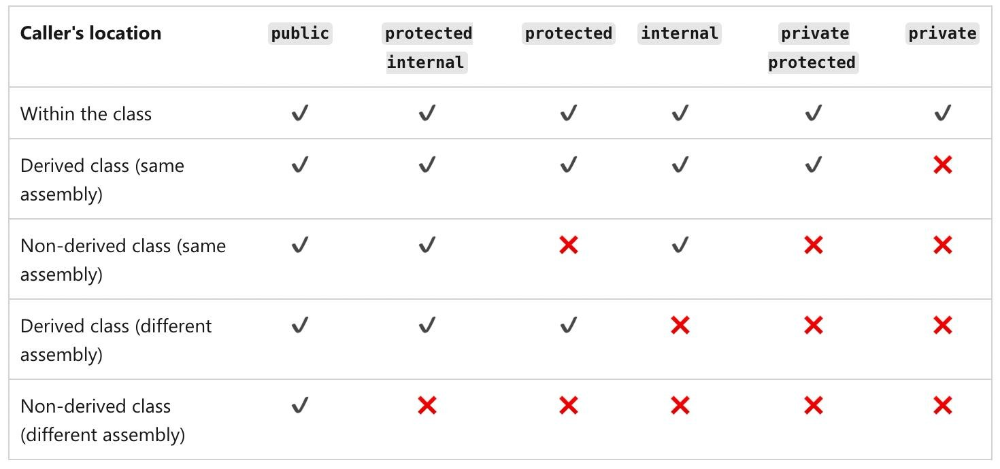 Caller's location public protected internal protected internal private protected private
Within the class ✔ ✔ ✔ ✔ ✔ ✔
Derived class (same assembly) ✔ ✔ ✔ ✔ ✔ ❌
Non-derived class (same assembly) ✔ ✔ ❌ ✔ ❌ ❌
Derived class (different assembly) ✔ ✔ ✔ ❌ ❌ ❌
Non-derived class (different assembly) ✔ ❌ ❌ ❌ ❌ ❌